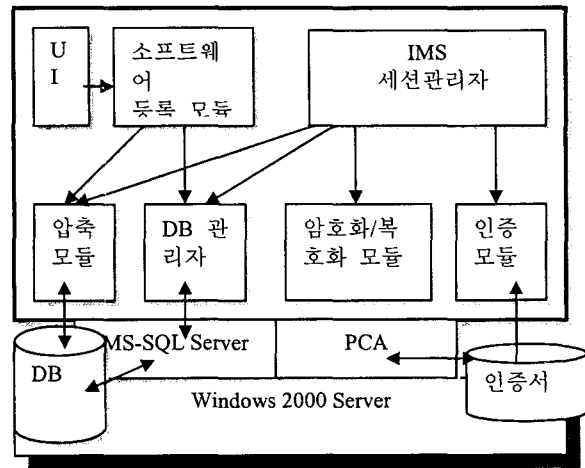 U
I
소프트웨
어
등록 모듈
IMS
세션관리자
압축
모듈
DB 관
리자
암호화/복
호화 모듈
인증
모듈
MS-SQL Server
PCA
DB
인증서
Windows 2000 Server